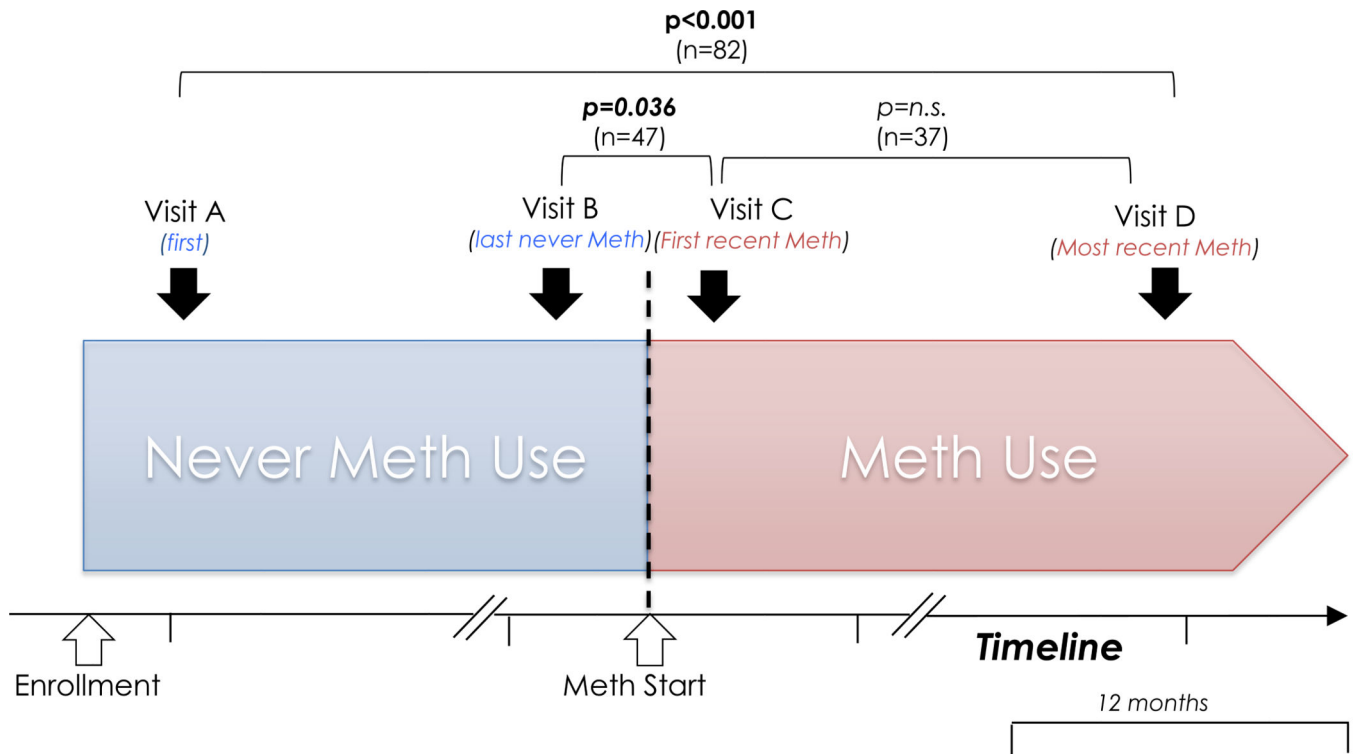 p<0.001
(n=82)
p=0.036
(n=47)
p=n.s.
(n=37)
Visit A
(first)
Visit B
(last never Meth)
Visit C
(First recent Meth)
Visit D
(Most recent Meth)
Never Meth Use
Meth Use
Timeline
Enrollment
Meth Start
12 months